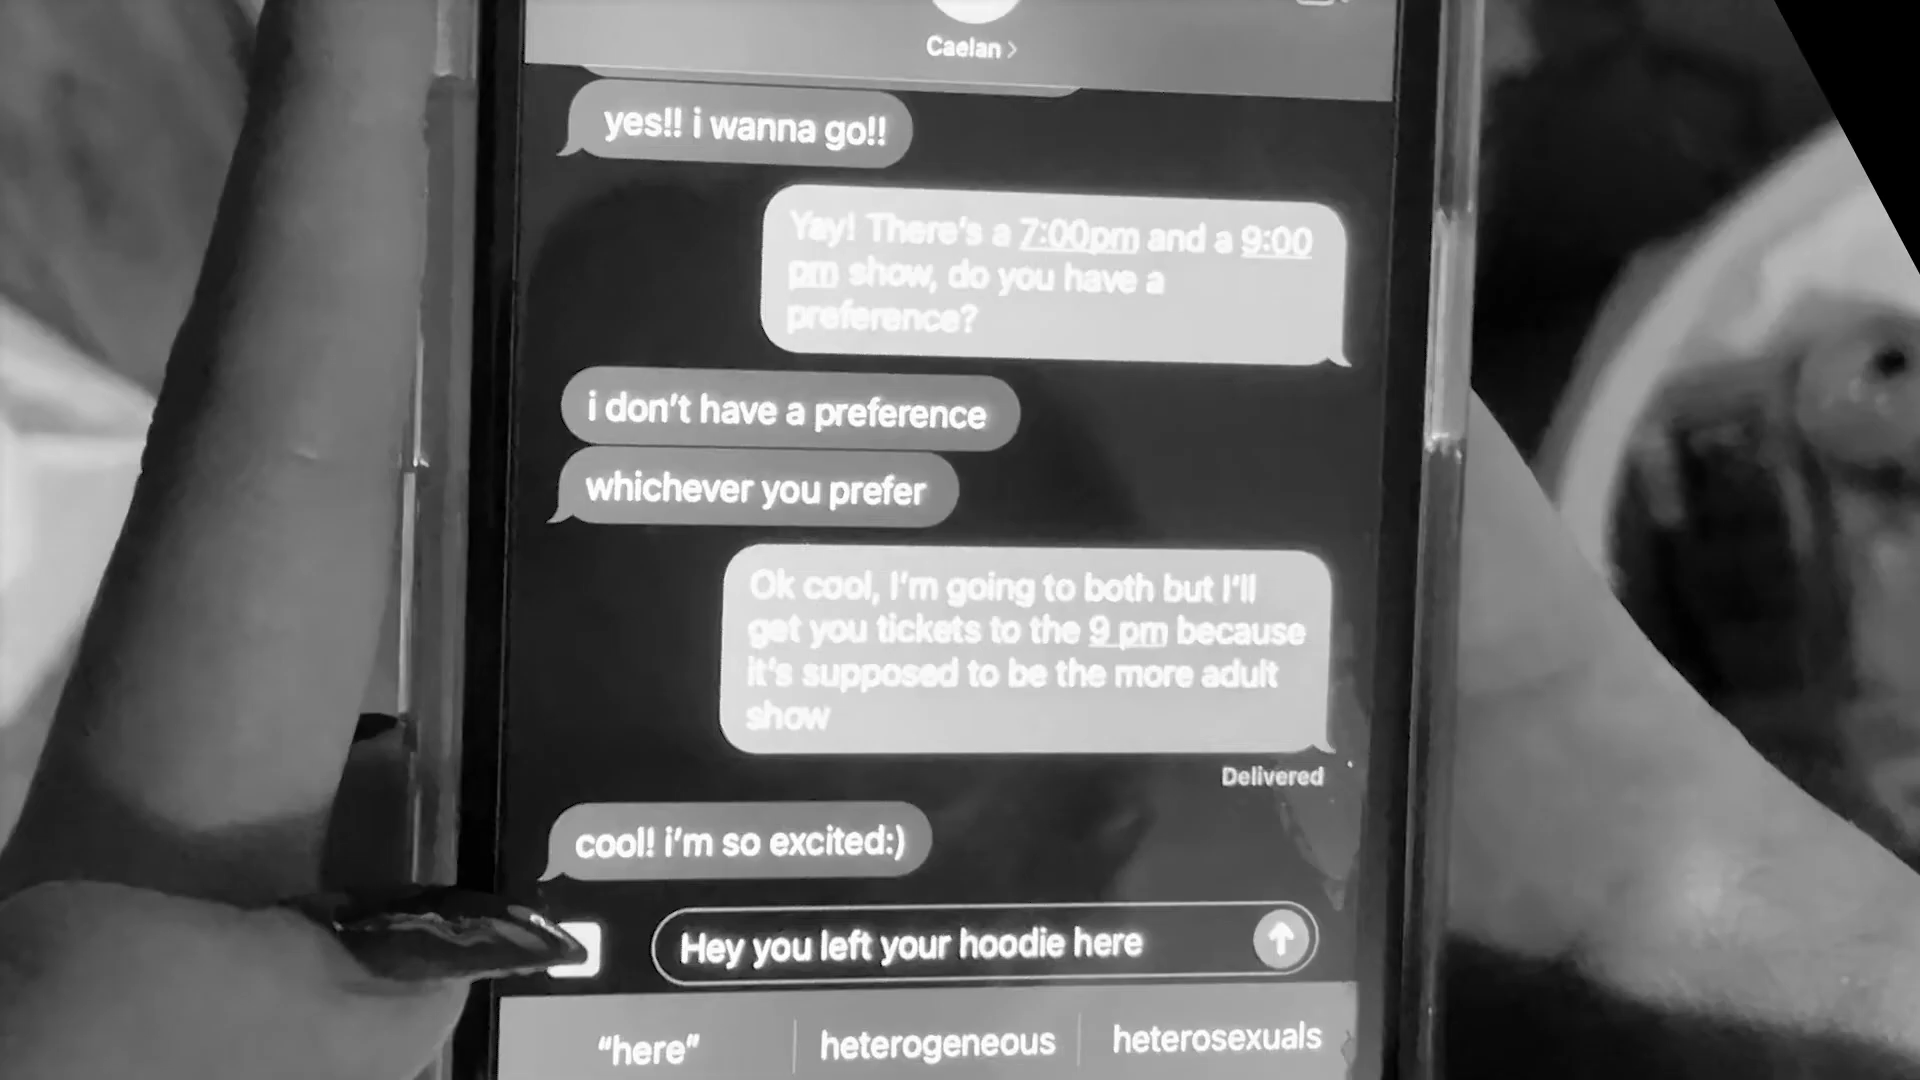 Caelan >
yes!! i wanna go!!
Yay! There's a 7:00pm and a 9:00
pm show, do you have a
preference?
i don't have a preference
whichever you prefer
Ok cool, I'm going to both but I'll
get you tickets to the 9 pm because
it's supposed to be the more adult
show
Delivered
cool! i'm so excited:)
Hey you left your hoodie here
"here" heterogeneous heterosexuals